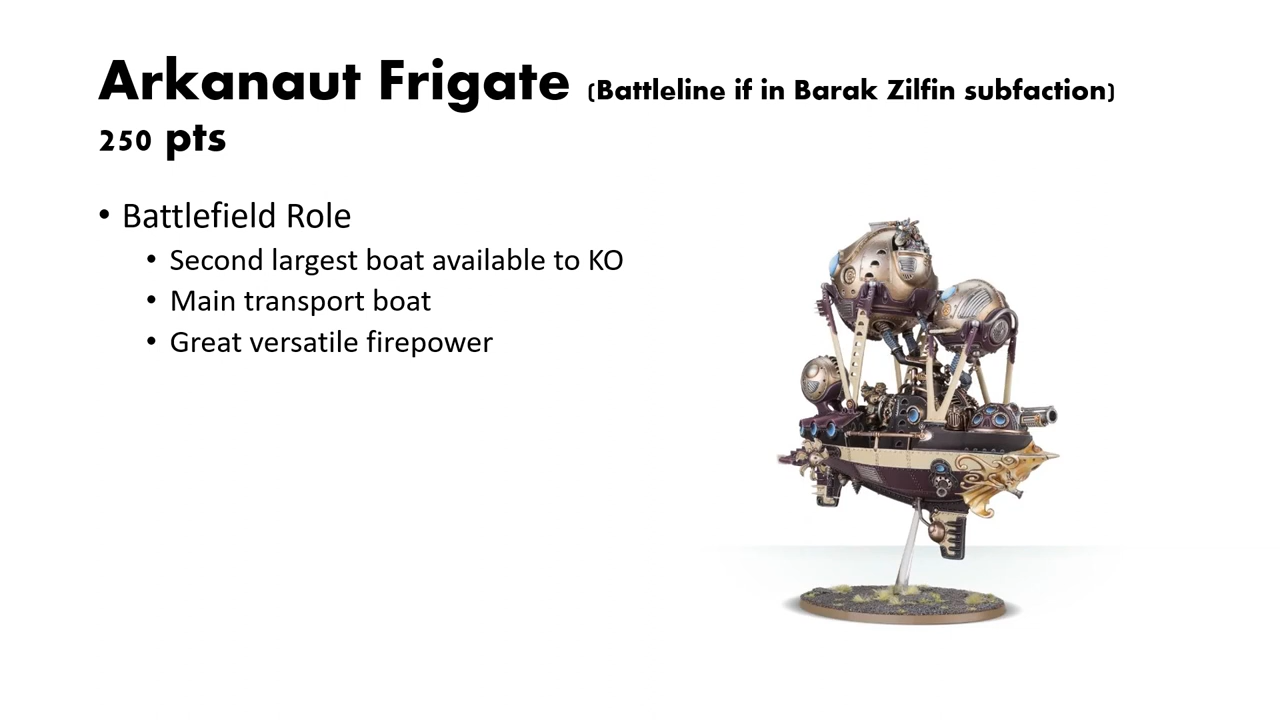 Arkanaut Frigate (Battleline if in Barak Zilfin subfaction)
250 pts
• Battlefield Role
• Second largest boat available to KO
• Main transport boat
• Great versatile firepower